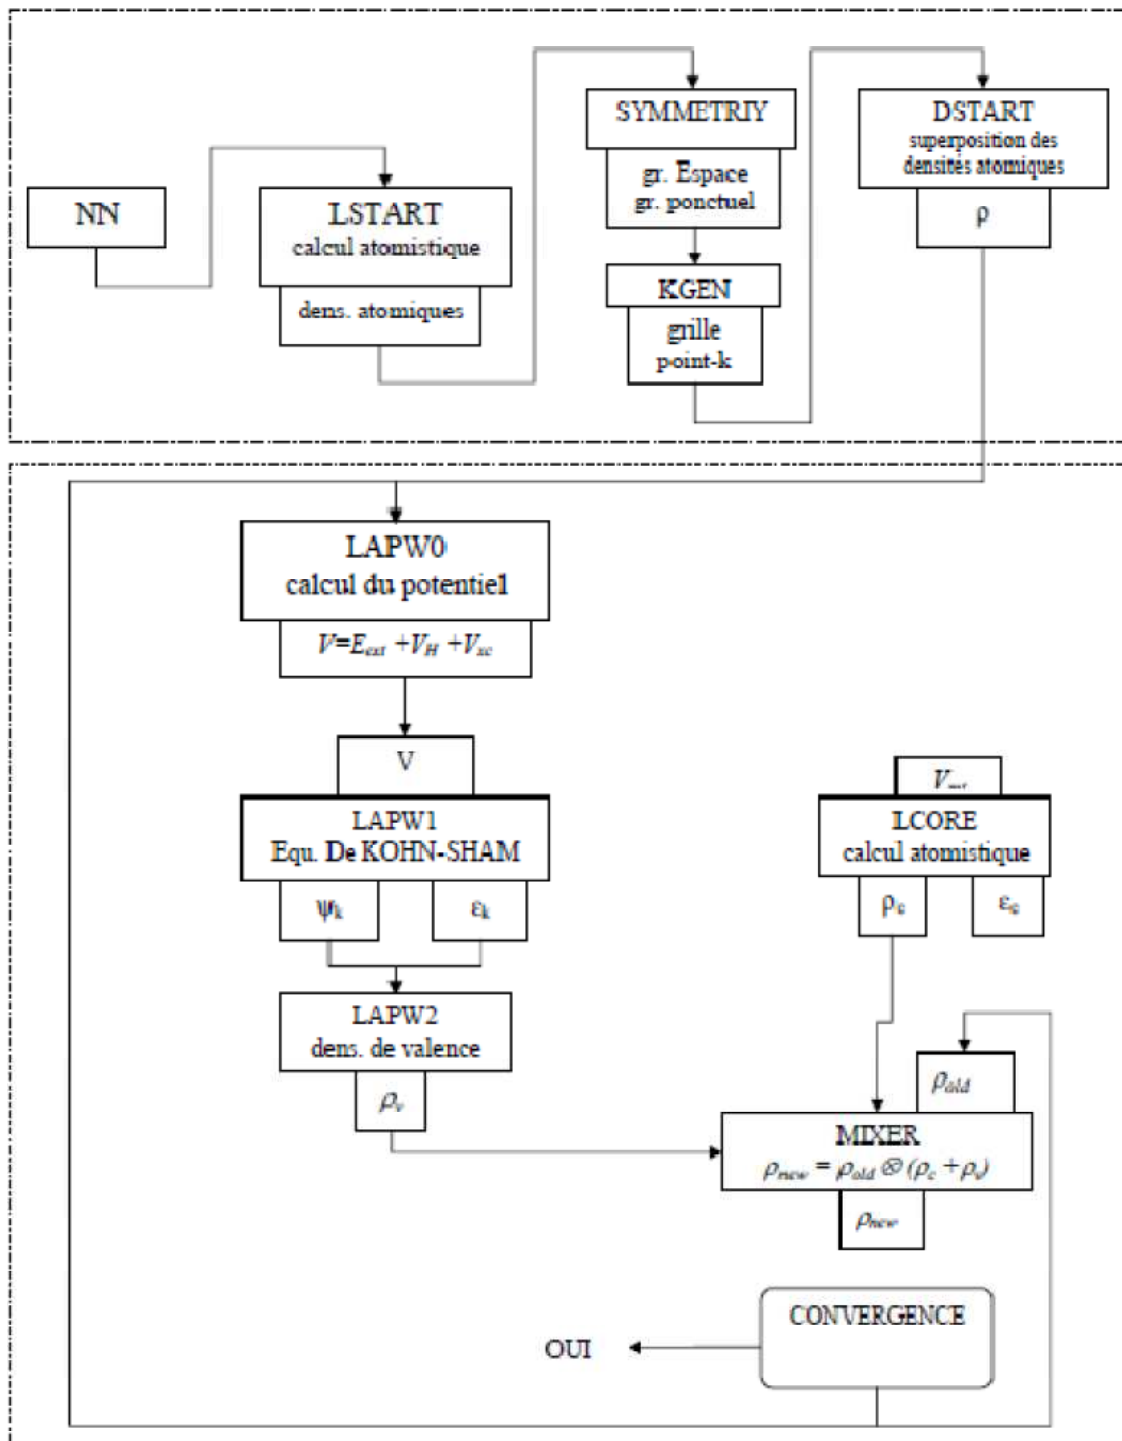 NN
LSTART
calcul atomistique
dens. atomiques
SYMMETRIY
gr. Espace
gr. ponctuel
KGEN
grille
point-k
DSTART
superposition des
densités atomiques
ρ
LAPW0
calcul du potentiel
V=E_ext +V_H +V_xc
V
LAPW1
Equ. De KOHN-SHAM
ψ_k
ε_k
LAPW2
dens. de valence
ρ_v
LCORE
calcul atomistique
ρ_c
ε_c
ρ_old
MIXER
ρ_new = ρ_old ⊗ (ρ_c + ρ_v)
ρ_new
CONVERGENCE
OUI